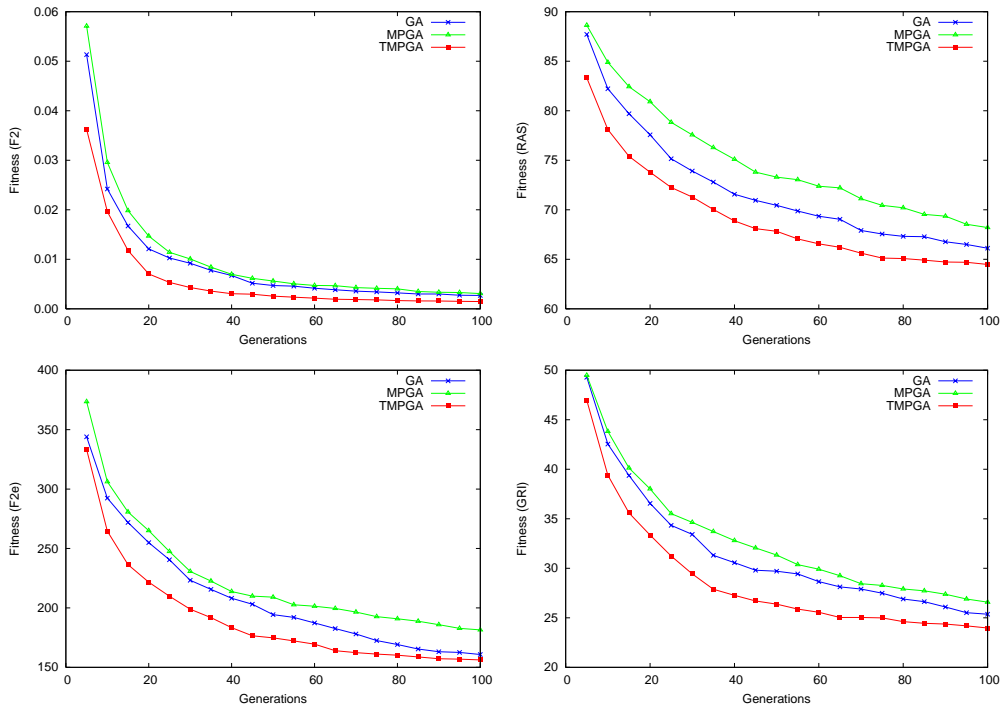 0.06
0.05
0.04
0.03
0.02
0.01
0.00
0
20
40
60
80
100
Fitness (F2)
Generations
GA
MPGA
TMPGA
90
85
80
75
70
65
60
0
20
40
60
80
100
Fitness (RAS)
Generations
GA
MPGA
TMPGA
400
350
300
250
200
150
0
20
40
60
80
100
Fitness (F2e)
Generations
GA
MPGA
TMPGA
50
45
40
35
30
25
20
0
20
40
60
80
100
Fitness (GRI)
Generations
GA
MPGA
TMPGA